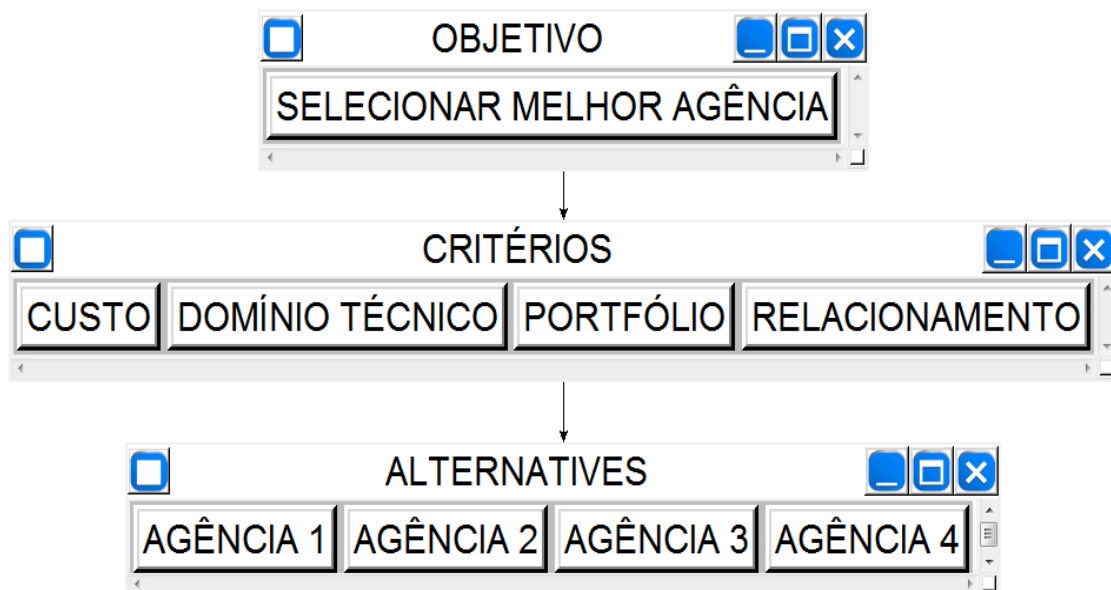 OBJETIVO
SELECIONAR MELHOR AGÊNCIA
CRITÉRIOS
CUSTO DOMÍNIO TÉCNICO PORTFÓLIO RELACIONAMENTO
ALTERNATIVES
AGÊNCIA 1 AGÊNCIA 2 AGÊNCIA 3 AGÊNCIA 4